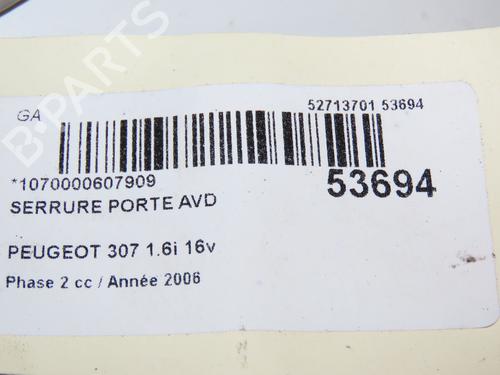 B-PARTS
GA
52713701 53694
*1070000607909
53694
SERRURE PORTE AVD
PEUGEOT 307 1.6i 16v
Phase 2 cc / Année 2006